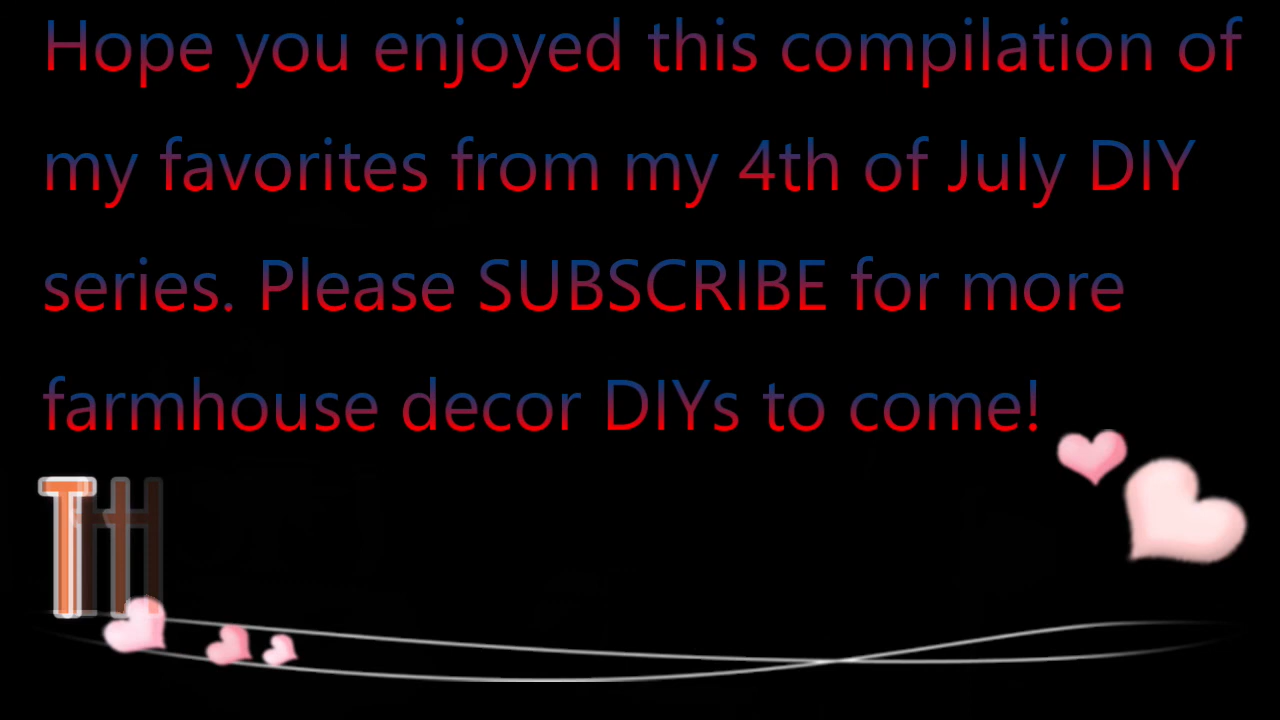 Hope you enjoyed this compilation of
my favorites from my 4th of July DIY
series. Please SUBSCRIBE for more
farmhouse decor DIYs to come!
TH